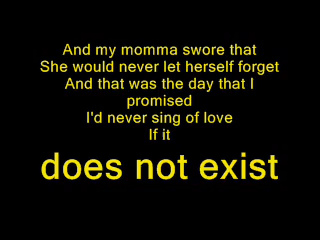 And my momma swore that
She would never let herself forget
And that was the day that I
promised
I'd never sing of love
If it
does not exist